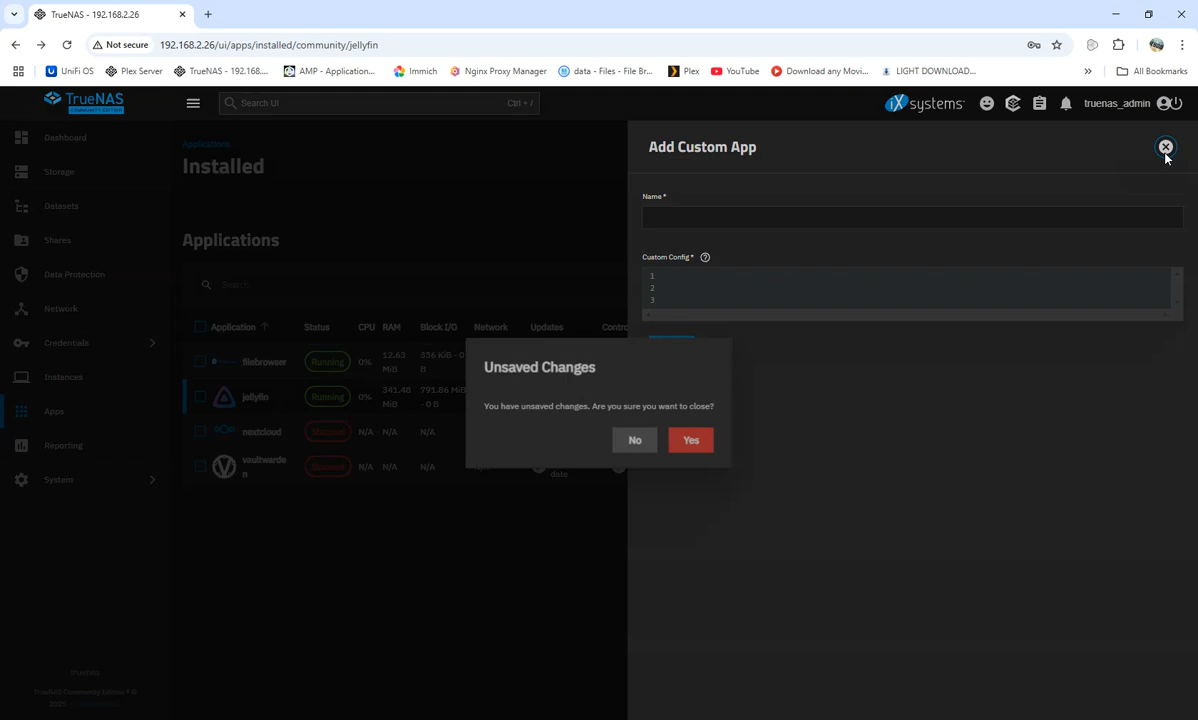 TrueNAS - 192.168.2.26
Not secure
192.168.2.26/ui/apps/installed/community/jellyfin
UniFi OS
Plex Server
TrueNAS - 192.168....
AMP - Application...
Immich
Nginx Proxy Manager
data - Files - File Br...
Plex
YouTube
Download any Movi...
LIGHT DOWNLOAD...
All Bookmarks
TrueNAS
COMMUNITY EDITION
Search UI
Ctrl + /
iXsystems
truenas_admin
Dashboard
Storage
Datasets
Shares
Data Protection
Network
Credentials
Instances
Apps
Reporting
System
Applications
Installed
Applications
Search
Application
Status
CPU
RAM
Block I/O
Network
Updates
Contro
filebrowser
Running
0%
12.63 MiB
336 KiB - 0 B
jellyfin
Running
0%
341.48 MiB
791.86 MiB - 0 B
nextcloud
Stopped
N/A
N/A
N/A
vaultwarden
Stopped
N/A
N/A
N/A
date
Add Custom App
Name *
Custom Config *
1
2
3
Unsaved Changes
You have unsaved changes. Are you sure you want to close?
No
Yes
TrueNAS Community Edition ® ©
2025